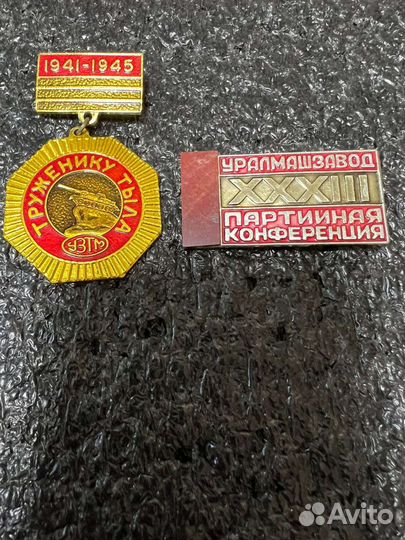 1941-1945
ТРУЖЕНИКУ ТЫЛА
УЗТМ
УРАЛМАШЗАВОД
XXXIII
ПАРТИЙНАЯ
КОНФЕРЕНЦИЯ
Avito